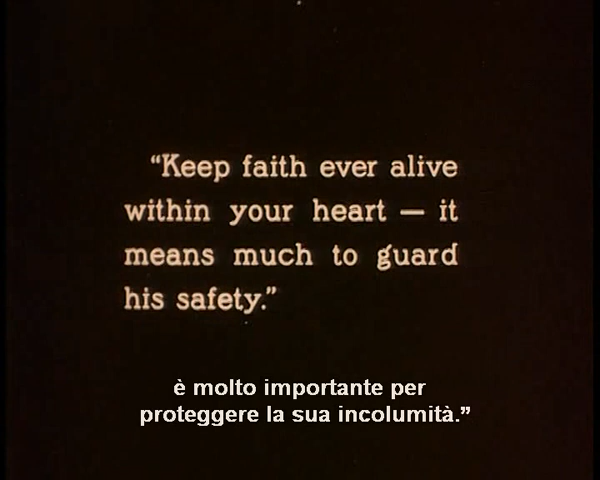 “Keep faith ever alive
within your heart — it
means much to guard
his safety.”
è molto importante per
proteggere la sua incolumità.”